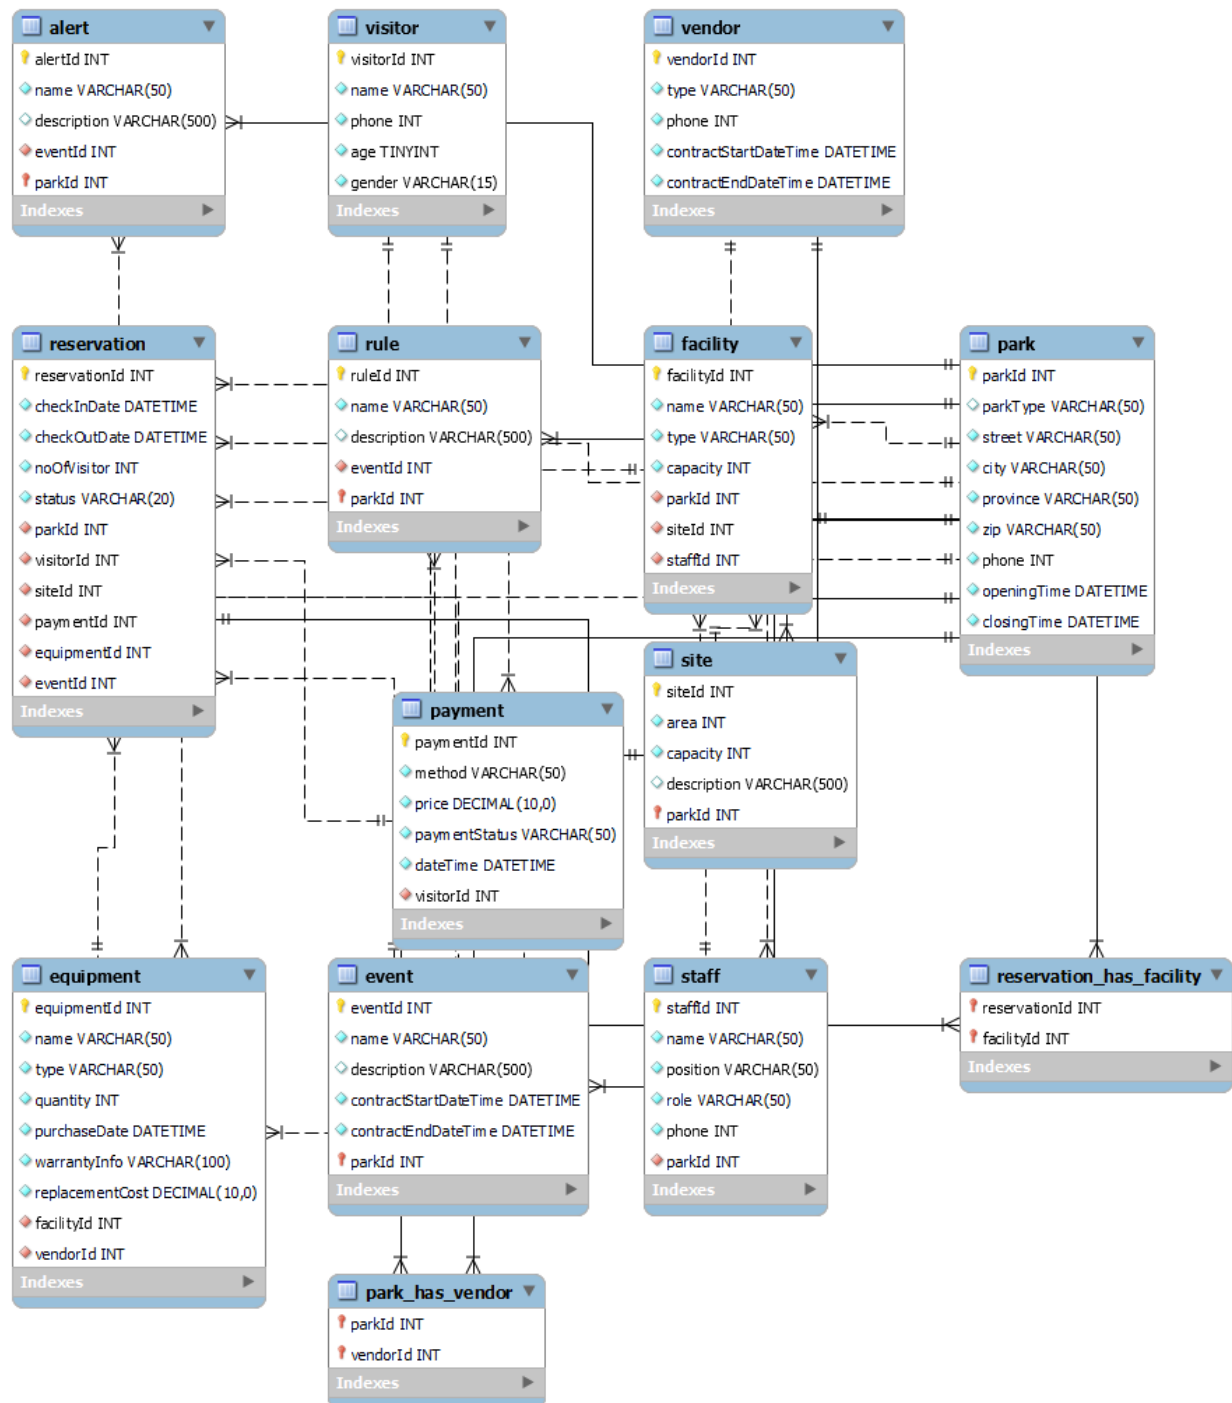 alert
alertId INT
name VARCHAR(50)
description VARCHAR(500)
eventId INT
parkId INT
Indexes
visitor
visitorId INT
name VARCHAR(50)
phone INT
age TINYINT
gender VARCHAR(15)
Indexes
vendor
vendorId INT
type VARCHAR(50)
phone INT
contractStartDateTime DATETIME
contractEndDateTime DATETIME
Indexes
reservation
reservationId INT
checkInDate DATETIME
checkOutDate DATETIME
noOfVisitor INT
status VARCHAR(20)
parkId INT
visitorId INT
siteId INT
paymentId INT
equipmentId INT
eventId INT
Indexes
rule
ruleId INT
name VARCHAR(50)
description VARCHAR(500)
eventId INT
parkId INT
Indexes
facility
facilityId INT
name VARCHAR(50)
type VARCHAR(50)
capacity INT
parkId INT
siteId INT
staffId INT
Indexes
park
parkId INT
parkType VARCHAR(50)
street VARCHAR(50)
city VARCHAR(50)
province VARCHAR(50)
zip VARCHAR(50)
phone INT
openingTime DATETIME
closingTime DATETIME
Indexes
payment
paymentId INT
method VARCHAR(50)
price DECIMAL(10,0)
paymentStatus VARCHAR(50)
dateTime DATETIME
visitorId INT
Indexes
site
siteId INT
area INT
capacity INT
description VARCHAR(500)
parkId INT
Indexes
equipment
equipmentId INT
name VARCHAR(50)
type VARCHAR(50)
quantity INT
purchaseDate DATETIME
warrantyInfo VARCHAR(100)
replacementCost DECIMAL(10,0)
facilityId INT
vendorId INT
Indexes
event
eventId INT
name VARCHAR(50)
description VARCHAR(500)
contractStartDateTime DATETIME
contractEndDateTime DATETIME
parkId INT
Indexes
staff
staffId INT
name VARCHAR(50)
position VARCHAR(50)
role VARCHAR(50)
phone INT
parkId INT
Indexes
reservation_has_facility
reservationId INT
facilityId INT
Indexes
park_has_vendor
parkId INT
vendorId INT
Indexes